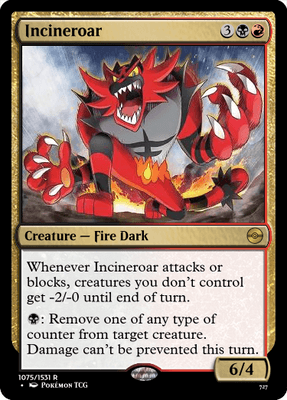 Incineroar 3
Creature — Fire Dark
Whenever Incineroar attacks or
blocks, creatures you don't control
get -2/-0 until end of turn.
: Remove one of any type of
counter from target creature.
Damage can't be prevented this turn.
6/4
1075/1531 R
• Pokémon TCG